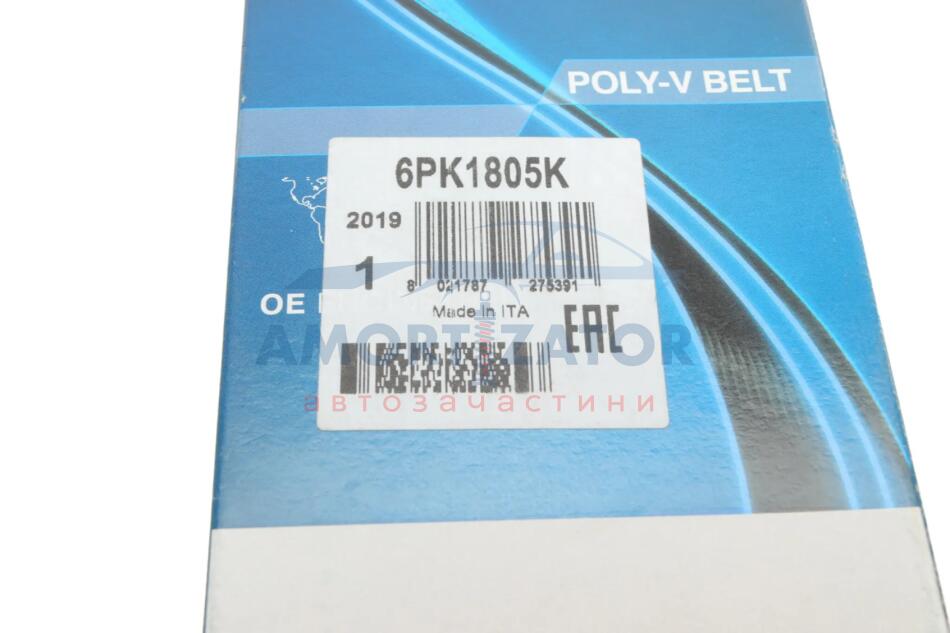 POLY-V BELT
6PK1805K
2019
1
8 021787 275391
OE
Made in ITA
EAC
AMORTIZATOR
автозачастини